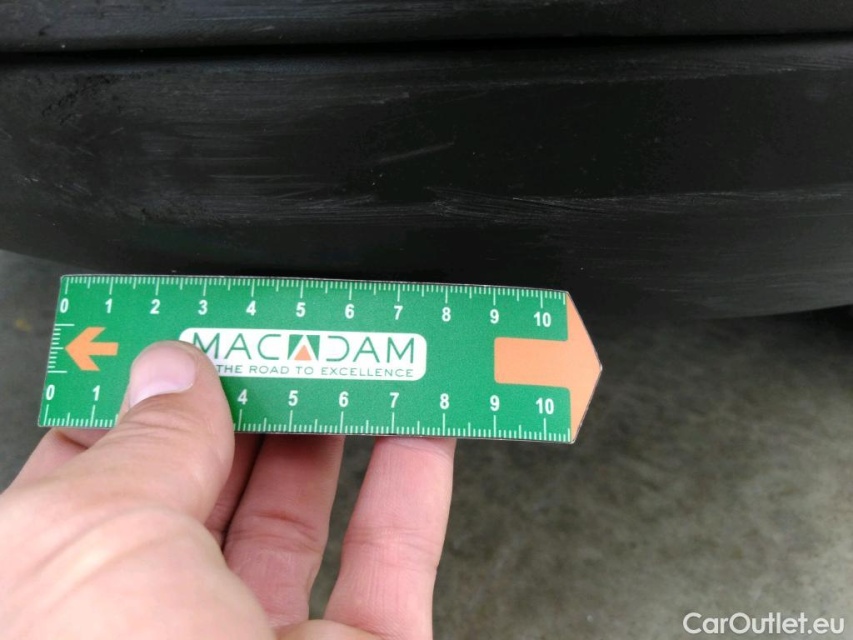 0 1 2 3 4 5 6 7 8 9 10
MACADAM
THE ROAD TO EXCELLENCE
0 1 4 5 6 7 8 9 10
CarOutlet.eu